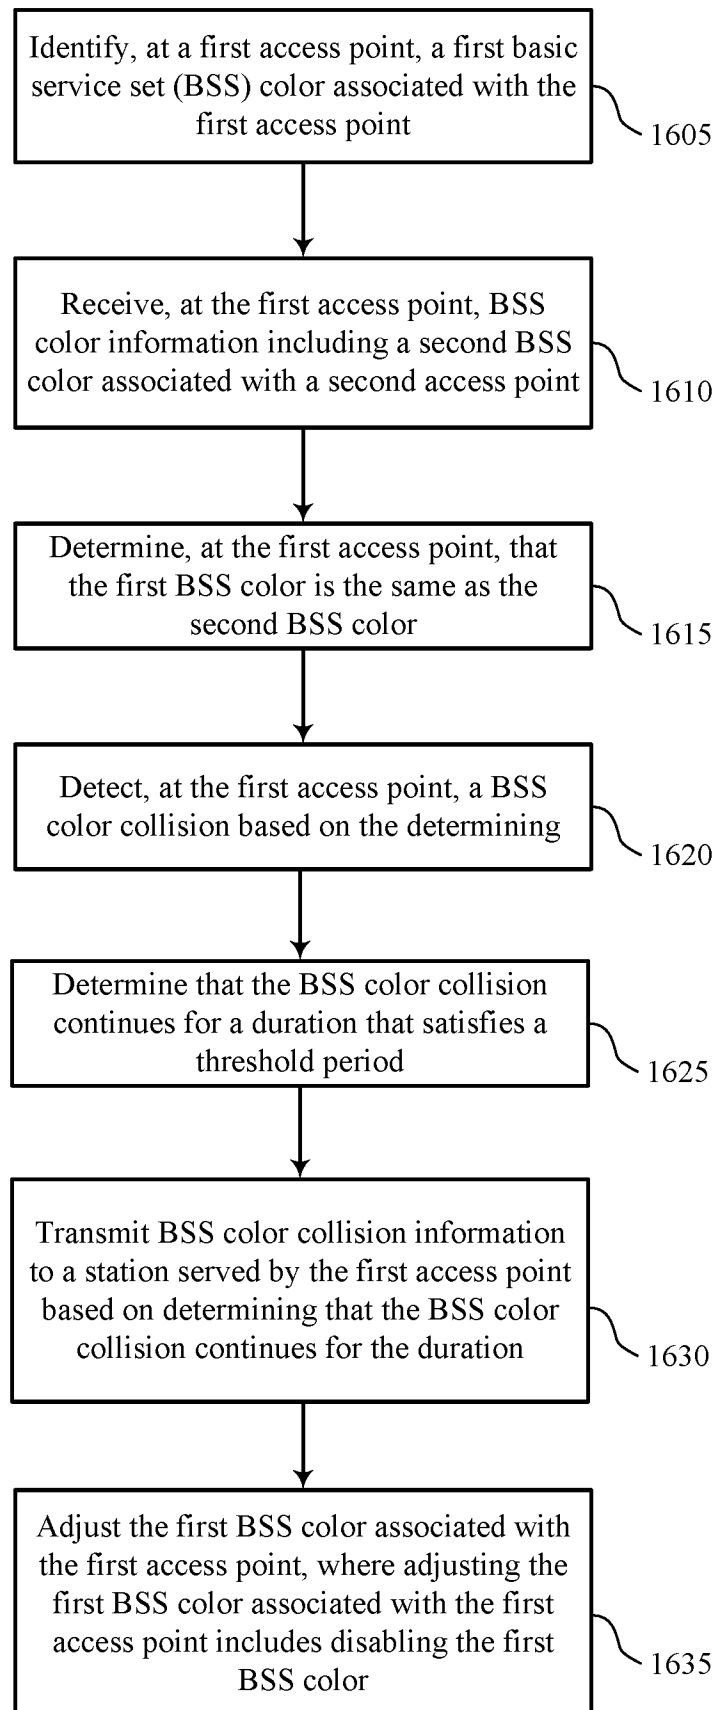 Identify, at a first access point, a first basic
service set (BSS) color associated with the
first access point
1605
Receive, at the first access point, BSS
color information including a second BSS
color associated with a second access point
1610
Determine, at the first access point, that
the first BSS color is the same as the
second BSS color
1615
Detect, at the first access point, a BSS
color collision based on the determining
1620
Determine that the BSS color collision
continues for a duration that satisfies a
threshold period
1625
Transmit BSS color collision information
to a station served by the first access point
based on determining that the BSS color
collision continues for the duration
1630
Adjust the first BSS color associated with
the first access point, where adjusting the
first BSS color associated with the first
access point includes disabling the first
BSS color
1635